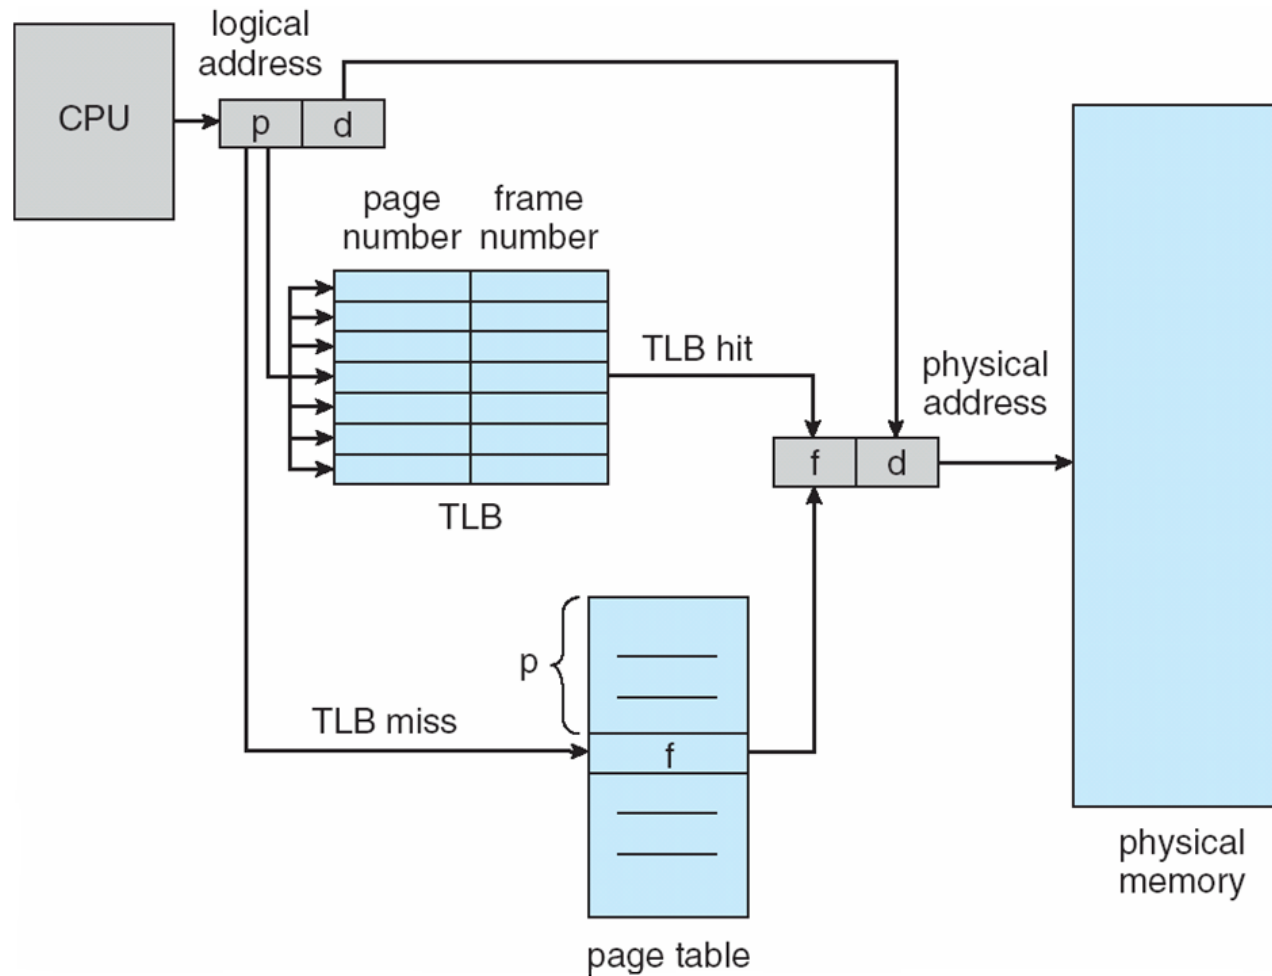 logical
address
CPU
p
d
page
number
frame
number
TLB hit
physical
address
f
d
TLB
p
TLB miss
f
physical
memory
page table